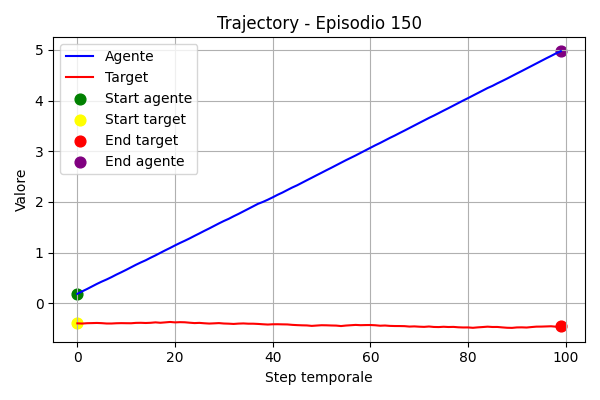 Trajectory - Episodio 150
Agente
Target
Start agente
Start target
End target
End agente
Valore
5
4
3
2
1
0
0 20 40 60 80 100
Step temporale